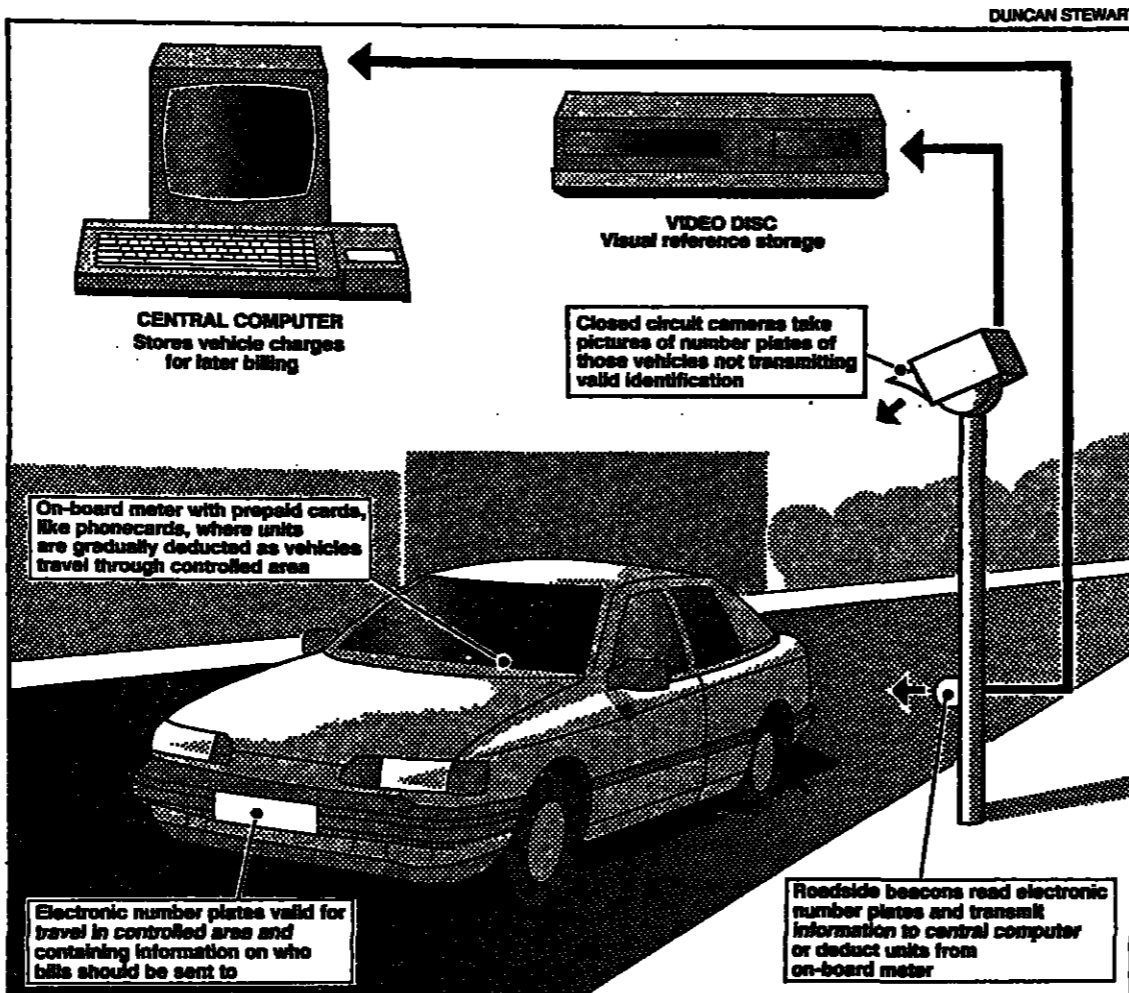 DUNCAN STEWART
VIDEO DISC
Visual reference storage
CENTRAL COMPUTER
Stores vehicle charges
for later billing
Closed circuit cameras take
pictures of number plates of
those vehicles not transmitting
valid identification
On-board meter with prepaid cards,
like phonecards, where units
are gradually deducted as vehicles
travel through controlled area
Electronic number plates valid for
travel in controlled area and
containing information on who
bills should be sent to
Roadside beacons read electronic
number plates and transmit
information to central computer
or deduct units from
on-board meter